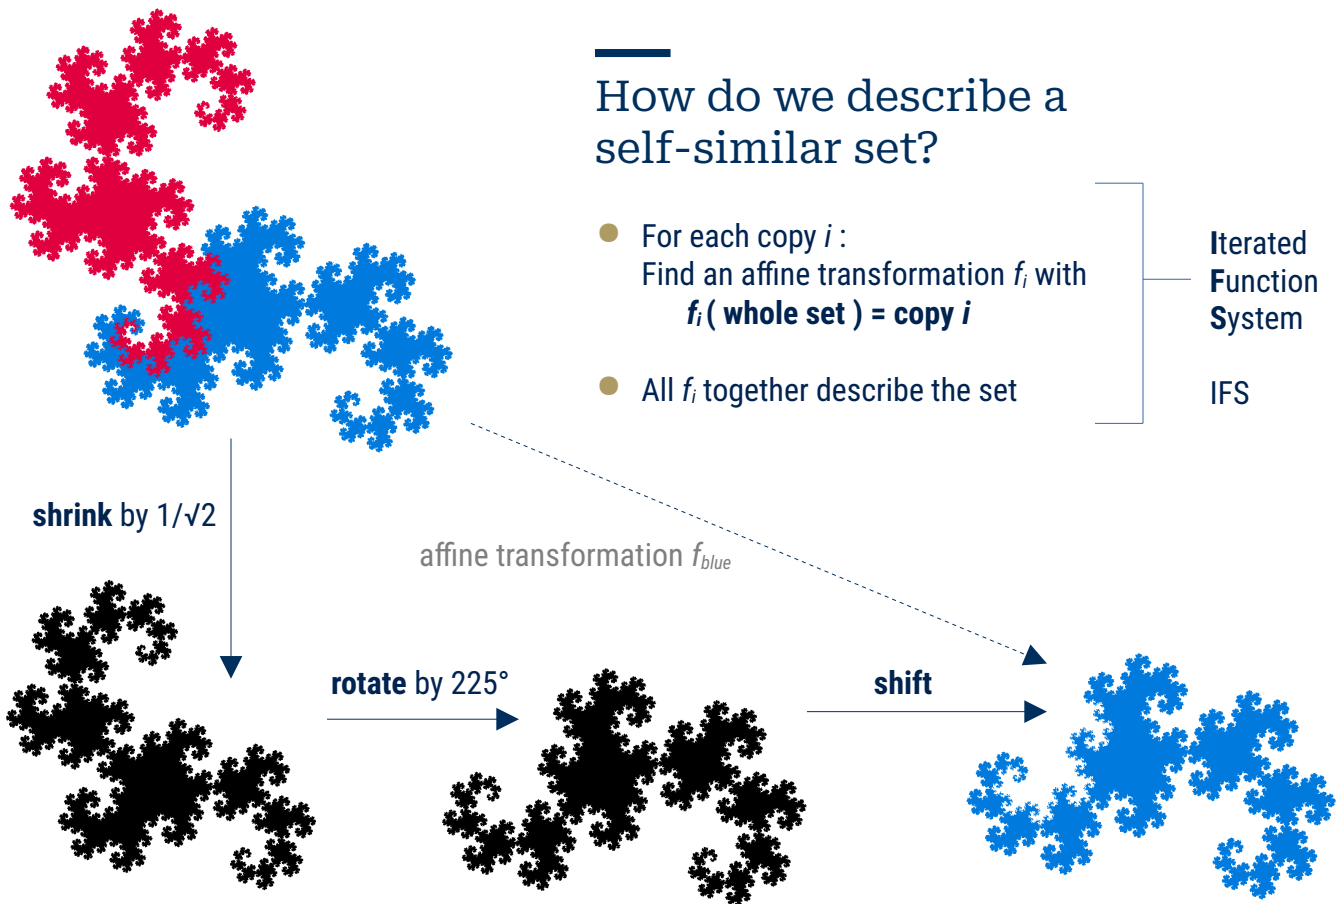 How do we describe a
self-similar set?
For each copy i :
Find an affine transformation fi with
fi ( whole set ) = copy i
All fi together describe the set
Iterated
Function
System
IFS
shrink by 1/√2
affine transformation fblue
rotate by 225°
shift